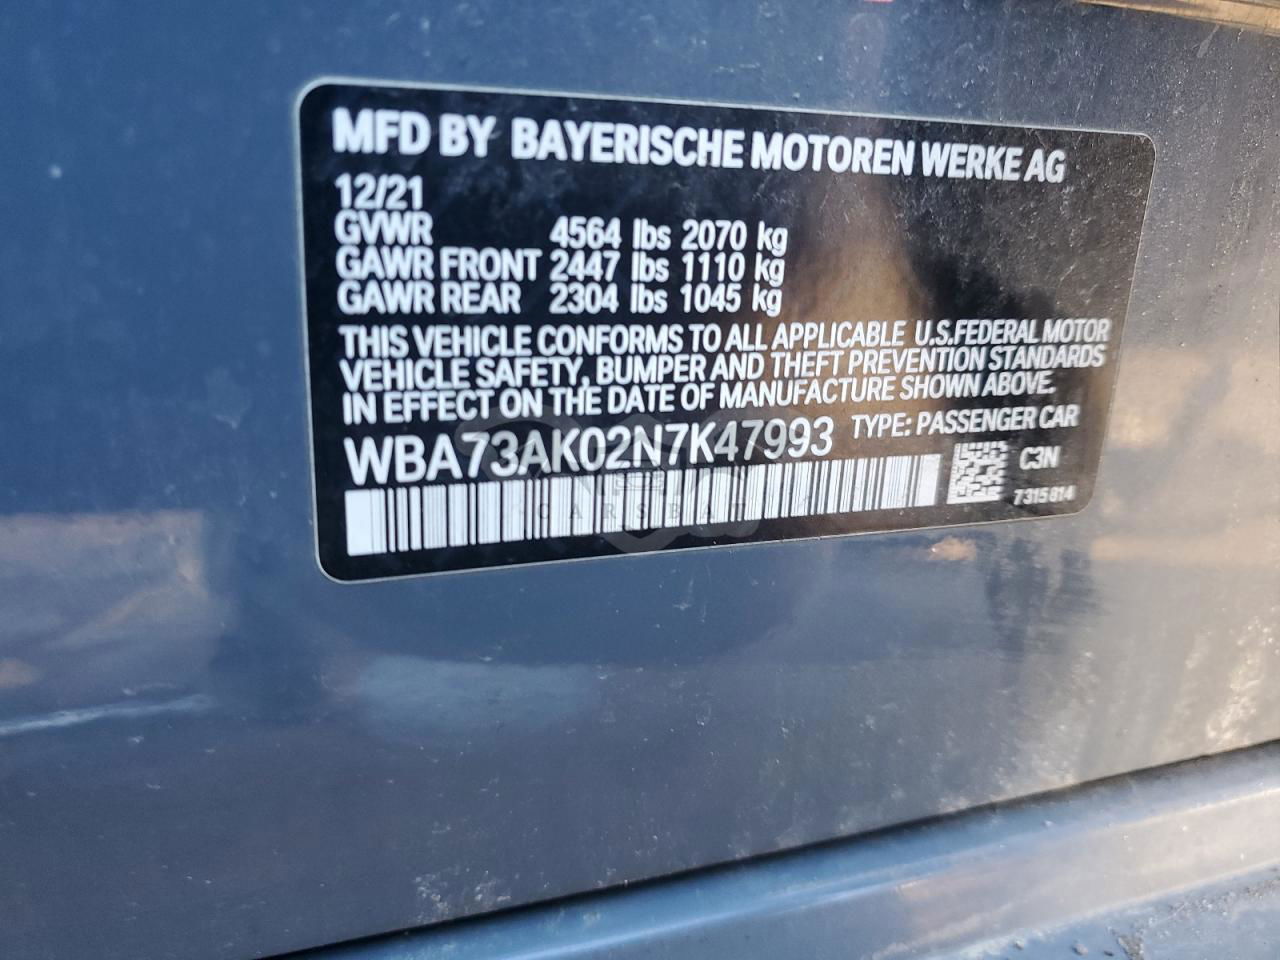 MFD BY BAYERISCHE MOTOREN WERKE AG
12/21
GVWR 4564 lbs 2070 kg
GAWR FRONT 2447 lbs 1110 kg
GAWR REAR 2304 lbs 1045 kg
THIS VEHICLE CONFORMS TO ALL APPLICABLE U.S.FEDERAL MOTOR
VEHICLE SAFETY, BUMPER AND THEFT PREVENTION STANDARDS
IN EFFECT ON THE DATE OF MANUFACTURE SHOWN ABOVE.
WBA73AK02N7K47993 TYPE: PASSENGER CAR
C3N
7315814
CARSBAT